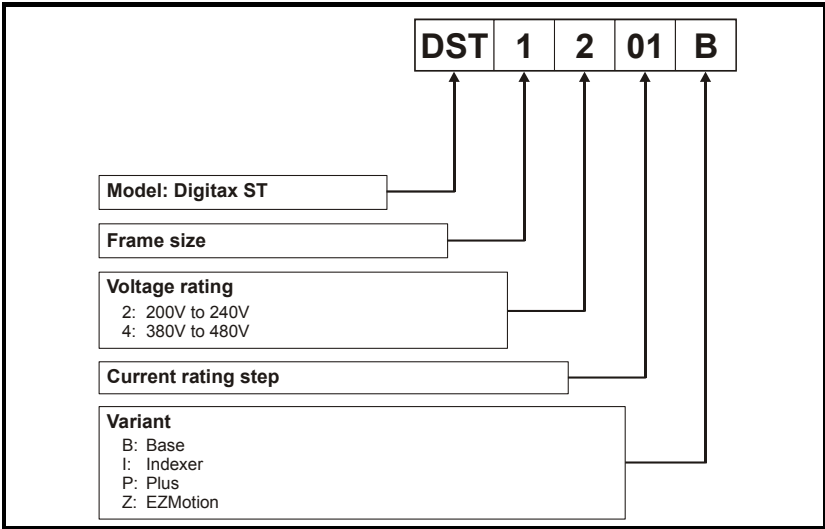 DST 1 2 01 B
Model: Digitax ST
Frame size
Voltage rating
2: 200V to 240V
4: 380V to 480V
Current rating step
Variant
B: Base
I: Indexer
P: Plus
Z: EZMotion